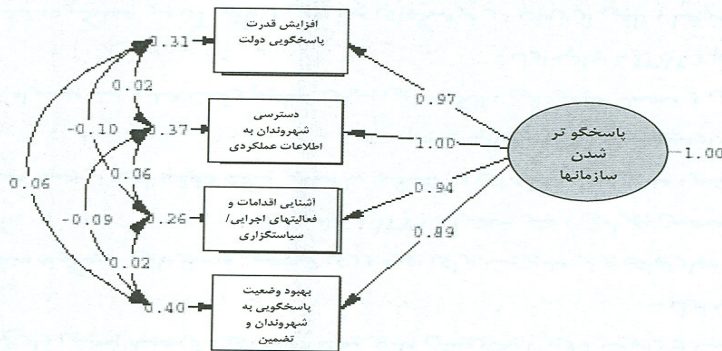 افزایش قدرت
پاسخگویی دولت
0.31
0.02
0.97
دسترسی
شهروندان به
اطلاعات عملکردی
-0.10
0.37
1.00
پاسخگو تر
شدن
سازمانها
1.00
0.06
0.06
0.94
آشنایی اقدامات و
فعالیتهای اجرایی/
سیاستگزاری
-0.09
0.26
0.89
0.02
بهبود وضعیت
پاسخگویی به
شهروندان و
تضمین
0.40